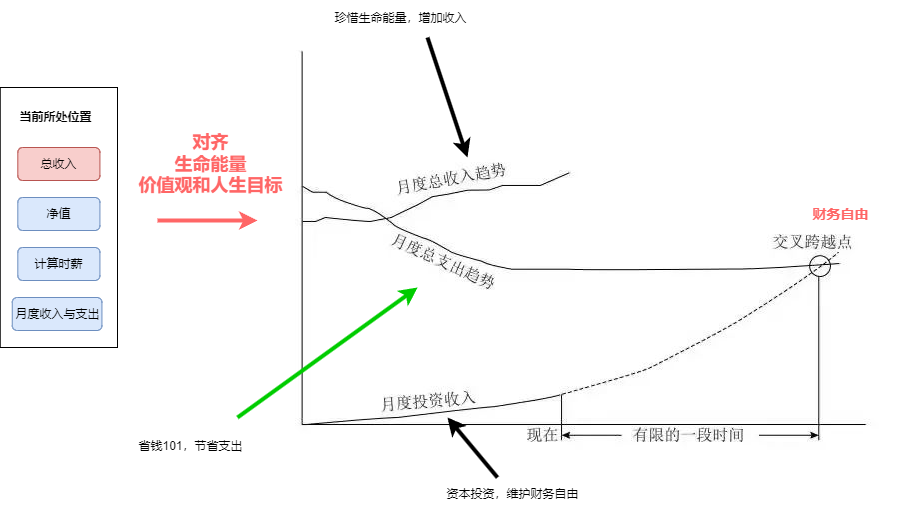 珍惜生命能量，增加收入
当前所处位置
总收入
净值
计算时薪
月度收入与支出
对齐
生命能量
价值观和人生目标
月度总收入趋势
月度总支出趋势
财务自由
交叉跨越点
月度投资收入
现在
有限的一段时间
省钱101，节省支出
资本投资，维护财务自由